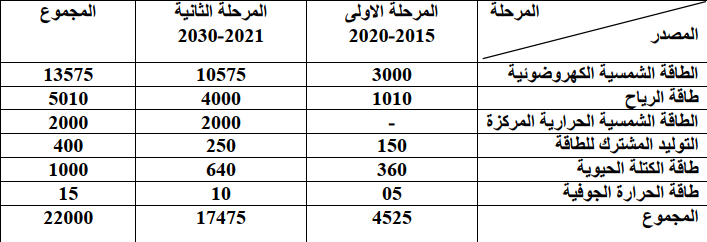 المرحلة المرحلة الاولى المرحلة الثانية المجموع
المصدر 2020-2015 2030-2021
الطاقة الشمسية الكهروضوئية 3000 10575 13575
طاقة الرياح 1010 4000 5010
الطاقة الشمسية الحرارية المركزة - 2000 2000
التوليد المشترك للطاقة 150 250 400
طاقة الكتلة الحيوية 360 640 1000
طاقة الحرارة الجوفية 05 10 15
المجموع 4525 17475 22000